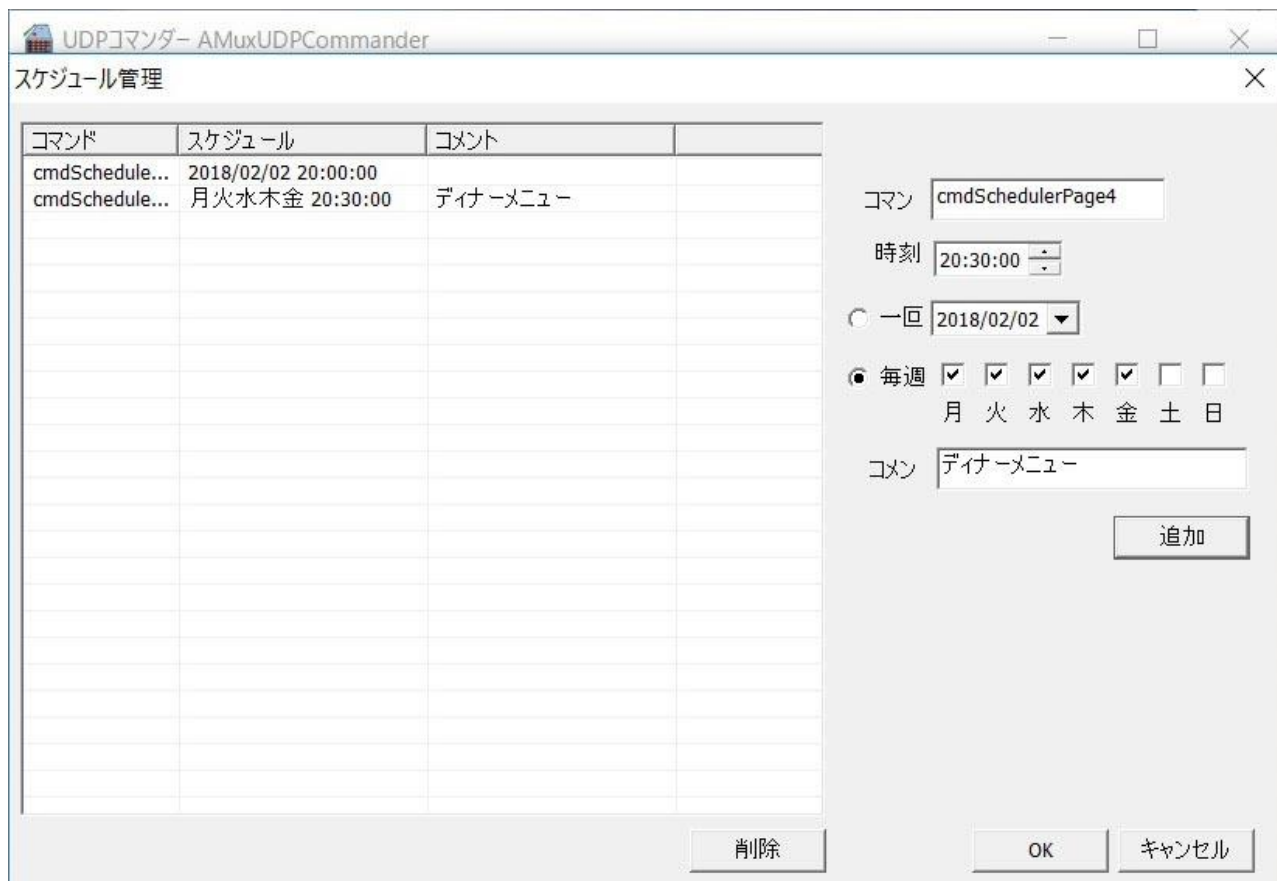 UDPコマンダー AMuxUDPCommander
スケジュール管理
コマンド スケジュール コメント
cmdSchedule... 2018/02/02 20:00:00
cmdSchedule... 月火水木金 20:30:00 ディナーメニュー
コマン cmdSchedulerPage4
時刻 20:30:00
一回 2018/02/02
毎週
月 火 水 木 金 土 日
コメン ディナーメニュー
追加
削除 OK キャンセル